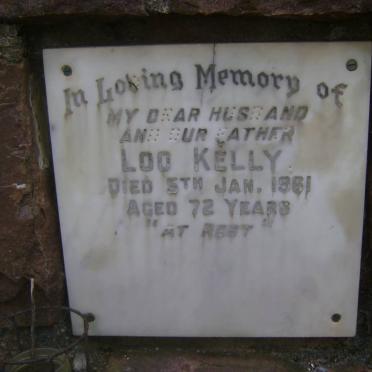 In Loving Memory of
MY DEAR HUSBAND
AND OUR FATHER
LOO KELLY
DIED 5TH JAN. 1961
AGED 72 YEARS
"AT REST"